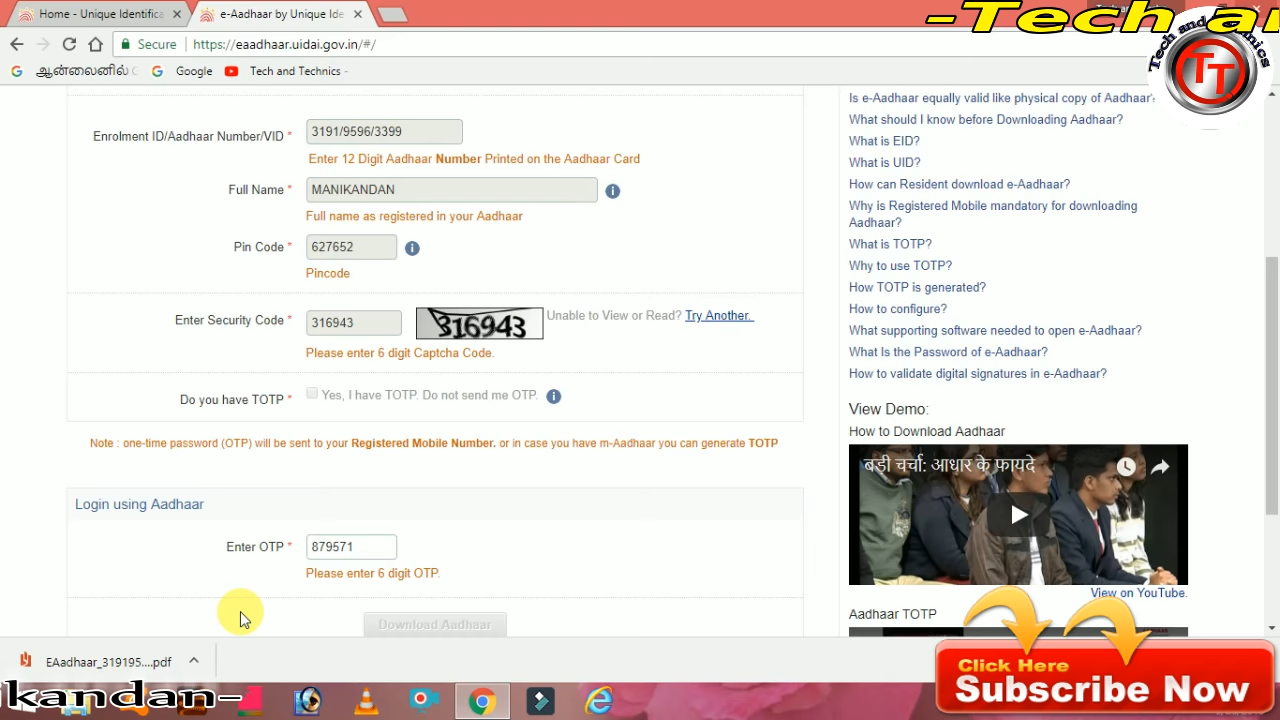 Home - Unique Identifica
e-Aadhaar by Unique Ide
-Tech an
Secure
https://eaadhaar.uidai.gov.in/#/
Tech and Technics
TT
ஆன்லைனில்
Google
Tech and Technics -
Enrolment ID/Aadhaar Number/VID *
3191/9596/3399
Enter 12 Digit Aadhaar Number Printed on the Aadhaar Card
Full Name *
MANIKANDAN
Full name as registered in your Aadhaar
Pin Code *
627652
Pincode
Enter Security Code *
316943
316943
Unable to View or Read? Try Another.
Please enter 6 digit Captcha Code.
Do you have TOTP *
Yes, I have TOTP. Do not send me OTP.
Note : one-time password (OTP) will be sent to your Registered Mobile Number. or in case you have m-Aadhaar you can generate TOTP
Login using Aadhaar
Enter OTP *
879571
Please enter 6 digit OTP.
Download Aadhaar
Is e-Aadhaar equally valid like physical copy of Aadhaar?
What should I know before Downloading Aadhaar?
What is EID?
What is UID?
How can Resident download e-Aadhaar?
Why is Registered Mobile mandatory for downloading
Aadhaar?
What is TOTP?
Why to use TOTP?
How TOTP is generated?
How to configure?
What supporting software needed to open e-Aadhaar?
What Is the Password of e-Aadhaar?
How to validate digital signatures in e-Aadhaar?
View Demo:
How to Download Aadhaar
बड़ी चर्चा: आधार के फायदे
View on YouTube.
Aadhaar TOTP
EAadhaar_319195....pdf
Click Here
Subscribe Now
kandan-